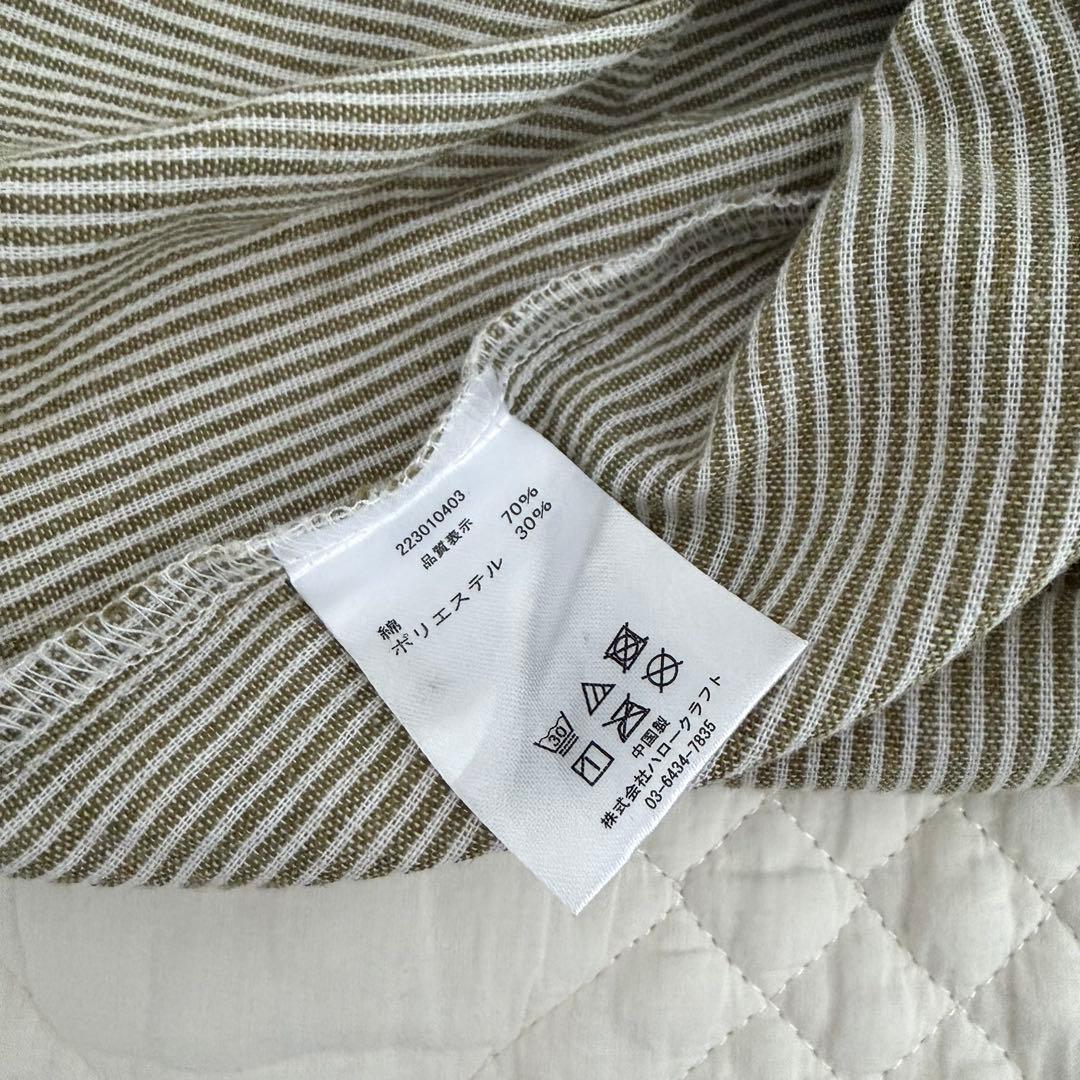 223010403
品質表示
綿 70%
ポリエステル 30%
30
中国製
株式会社ハロークラフト
03-6434-7835